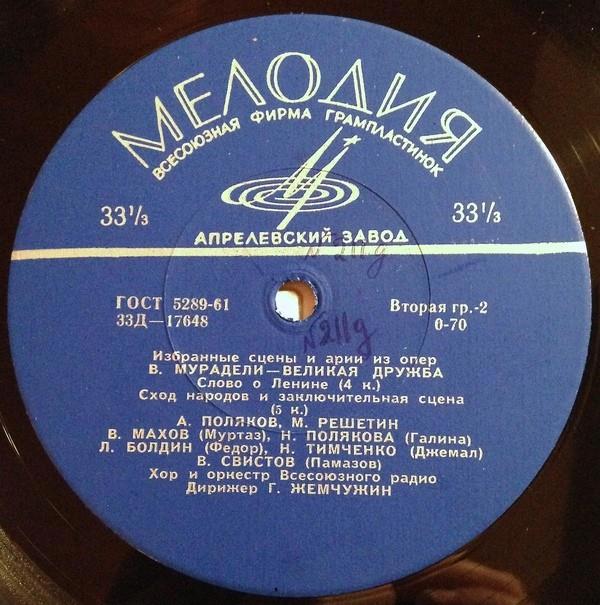 МЕЛОДИЯ
ВСЕСОЮЗНАЯ ФИРМА ГРАМПЛАСТИНОК
33⅓ 33⅓
АПРЕЛЕВСКИЙ ЗАВОД
N 211g
ГОСТ 5289-61 Вторая гр.-2
33Д—17648 0-70
N211g
Избранные сцены и арии из опер
В. МУРАДЕЛИ—ВЕЛИКАЯ ДРУЖБА
Слово о Ленине (4 к.)
Сход народов и заключительная сцена
(5 к.)
А. ПОЛЯКОВ, М. РЕШЕТИН
В. МАХОВ (Муртаз), Н. ПОЛЯКОВА (Галина)
Л. БОЛДИН (Федор), Н. ТИМЧЕНКО (Джемал)
В. СВИСТОВ (Памазов)
Хор и оркестр Всесоюзного радио
Дирижер Г. ЖЕМЧУЖИН